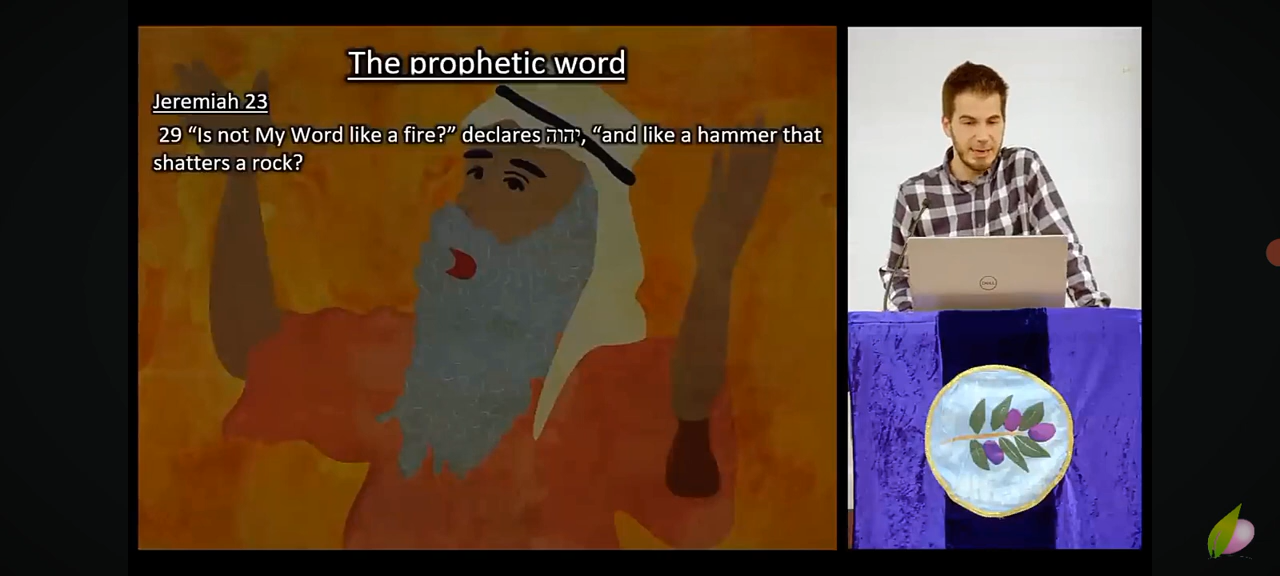 The prophetic word
Jeremiah 23
29 “Is not My Word like a fire?” declares יהוה, “and like a hammer that
shatters a rock?
DELL